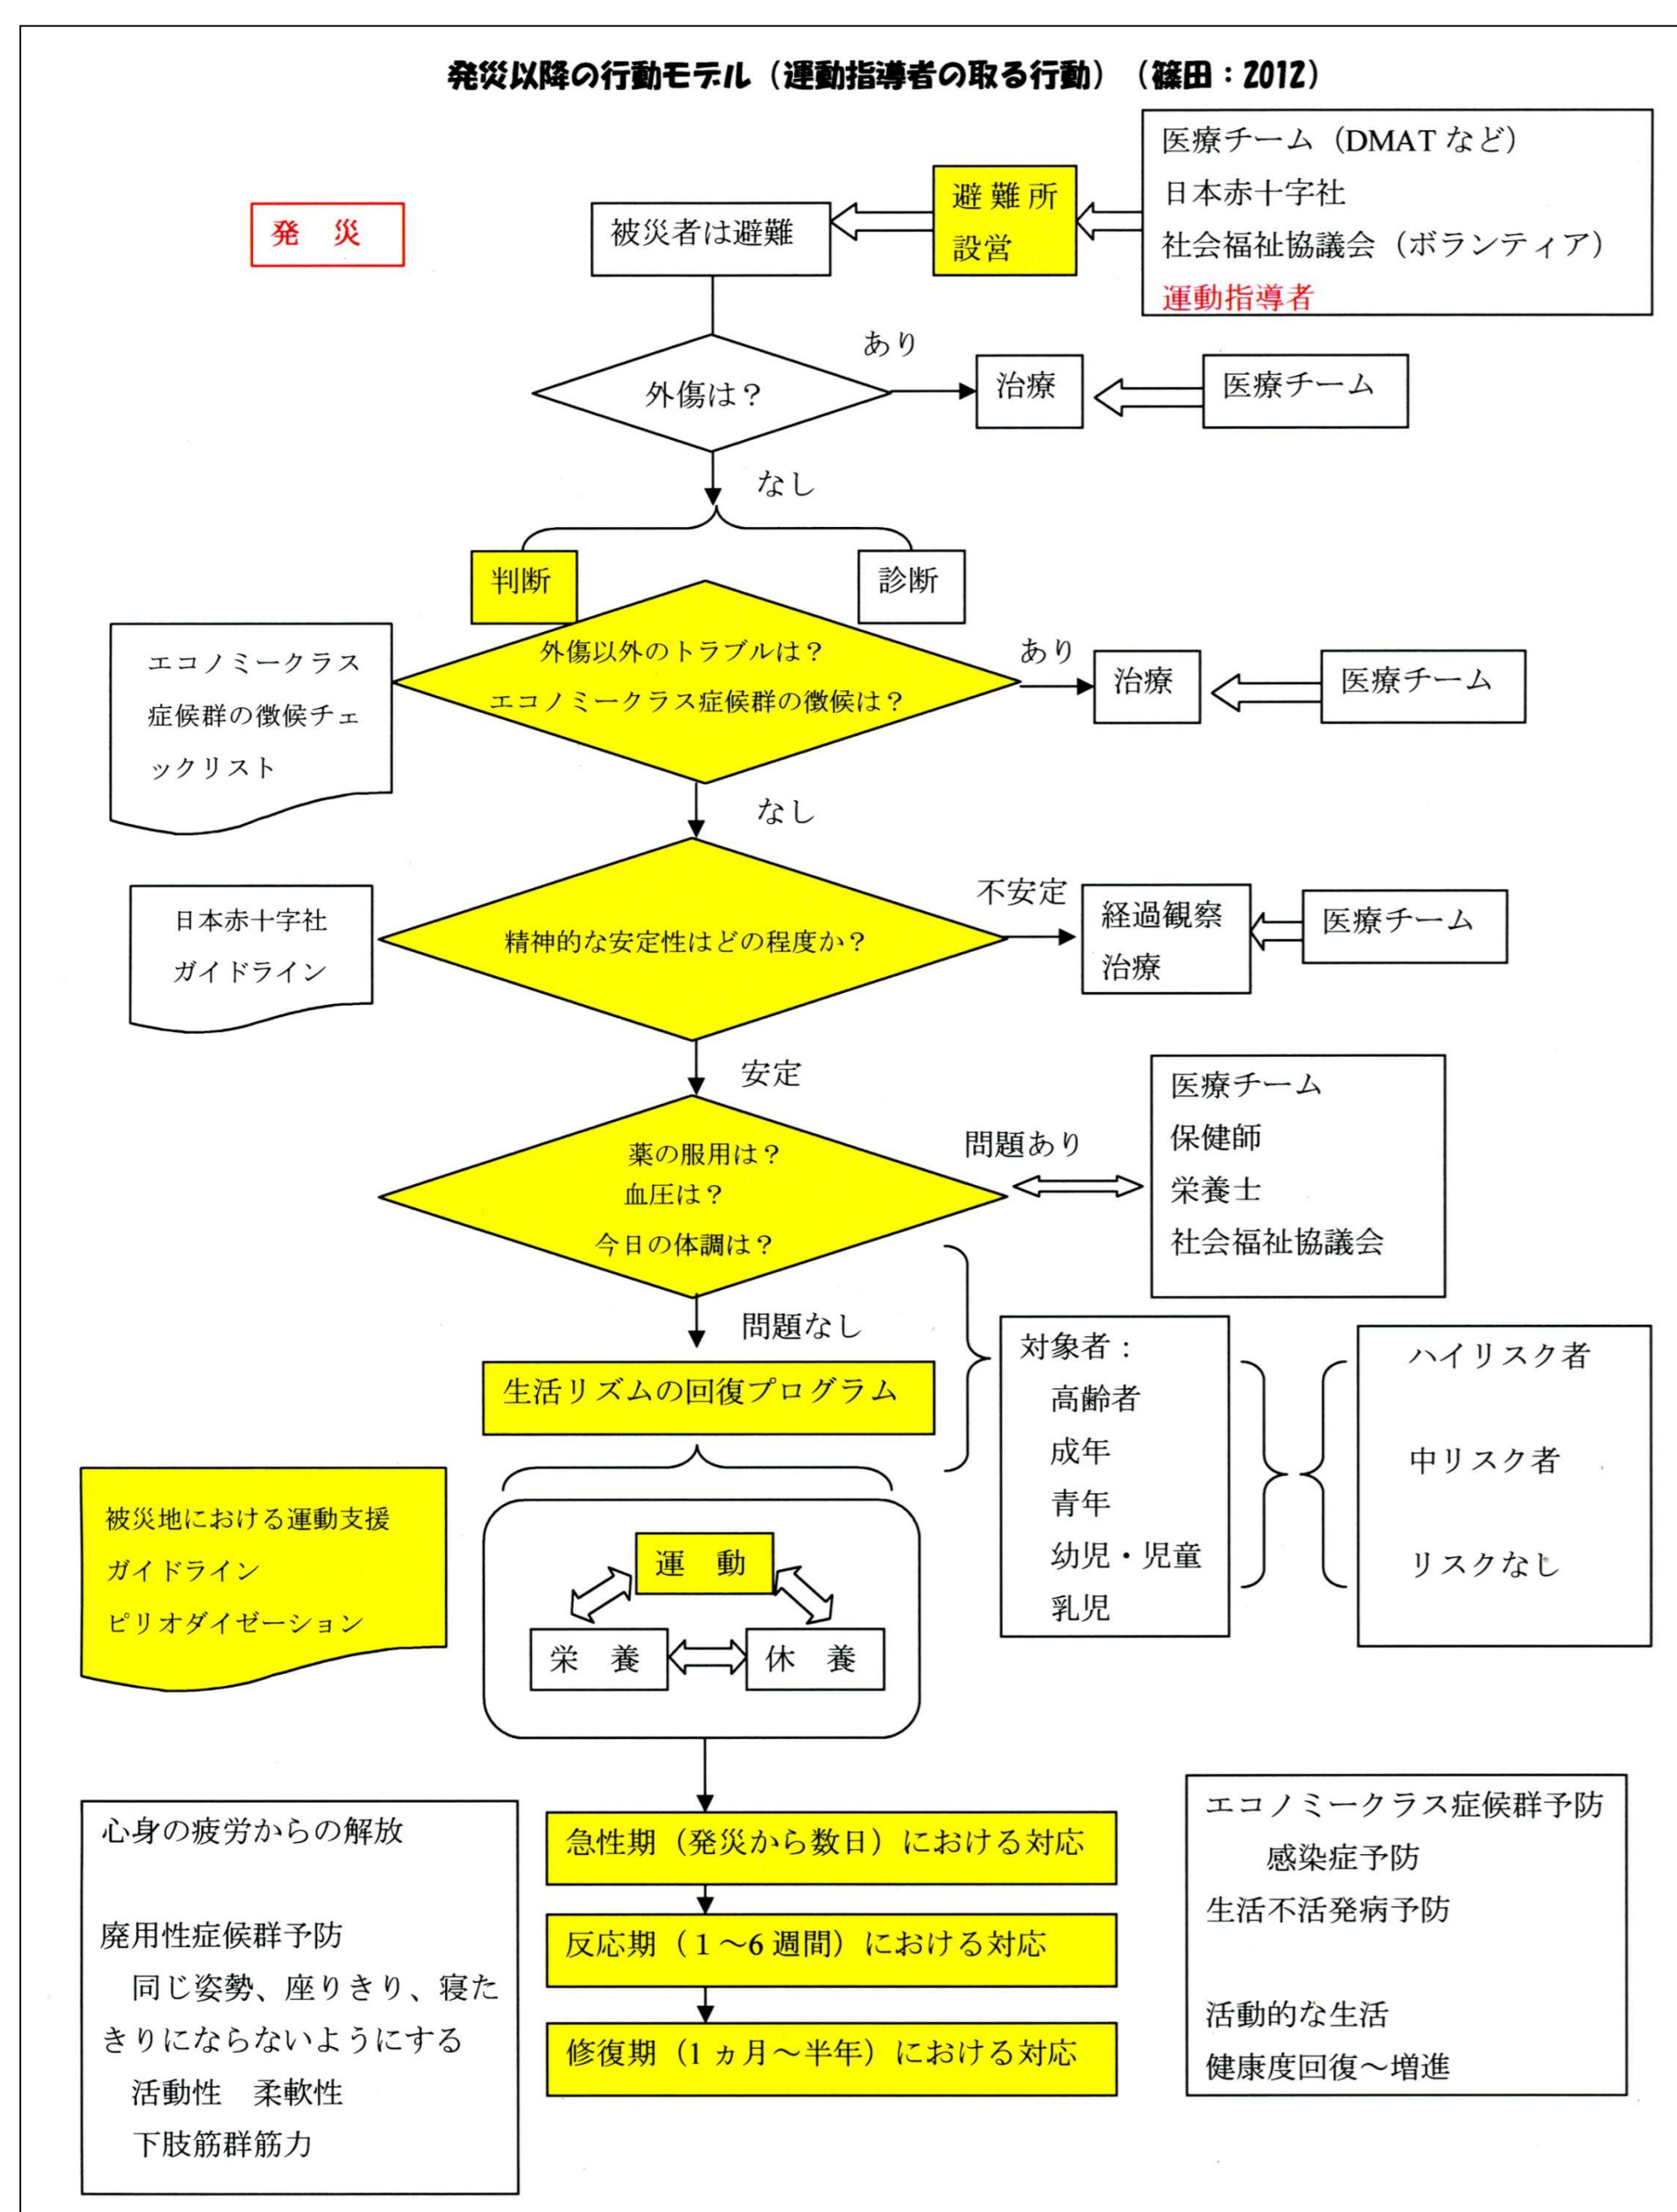 発災以降の行動モデル（運動指導者の取る行動）（篠田：2012）
医療チーム（DMATなど）
日本赤十字社
社会福祉協議会（ボランティア）
運動指導者
避難所
設営
被災者は避難
発　災
外傷は？
あり
治療
医療チーム
なし
判断
診断
外傷以外のトラブルは？
エコノミークラス症候群の徴候は？
あり
治療
医療チーム
エコノミークラス
症候群の徴候チェ
ックリスト
なし
精神的な安定性はどの程度か？
不安定
経過観察
治療
医療チーム
日本赤十字社
ガイドライン
安定
薬の服用は？
血圧は？
今日の体調は？
問題あり
医療チーム
保健師
栄養士
社会福祉協議会
問題なし
生活リズムの回復プログラム
対象者：
高齢者
成年
青年
幼児・児童
乳児
ハイリスク者
中リスク者
リスクなし
被災地における運動支援
ガイドライン
ピリオダイゼーション
運　動
栄　養
休　養
急性期（発災から数日）における対応
反応期（１～6週間）における対応
修復期（1ヵ月～半年）における対応
心身の疲労からの解放
廃用性症候群予防
同じ姿勢、座りきり、寝た
きりにならないようにする
活動性　柔軟性
下肢筋群筋力
エコノミークラス症候群予防
感染症予防
生活不活発病予防
活動的な生活
健康度回復～増進